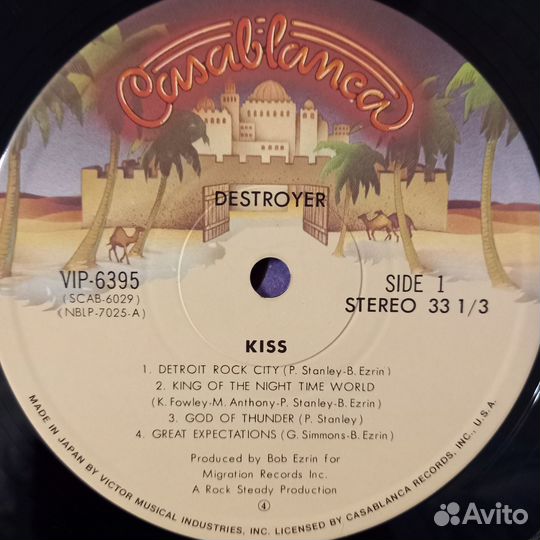 Casablanca
DESTROYER
VIP-6395
(SCAB-6029)
(NBLP-7025-A)
SIDE 1
STEREO 33 1/3
KISS
1. DETROIT ROCK CITY (P. Stanley-B. Ezrin)
2. KING OF THE NIGHT TIME WORLD
(K. Fowley-M. Anthony-P. Stanley-B. Ezrin)
3. GOD OF THUNDER (P. Stanley)
4. GREAT EXPECTATIONS (G. Simmons-B. Ezrin)
Produced by Bob Ezrin for
Migration Records Inc.
A Rock Steady Production
④
MADE IN JAPAN BY VICTOR MUSICAL INDUSTRIES, INC. LICENSED BY CASABLANCA RECORDS, INC., U.S.A.
Avito